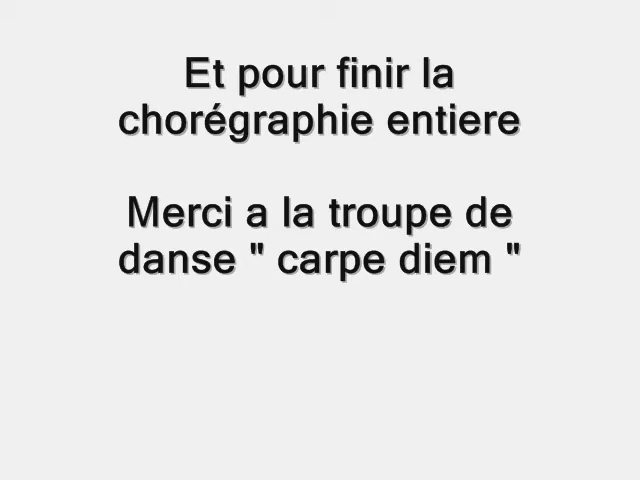 Et pour finir la
chorégraphie entiere
Merci a la troupe de
danse " carpe diem "